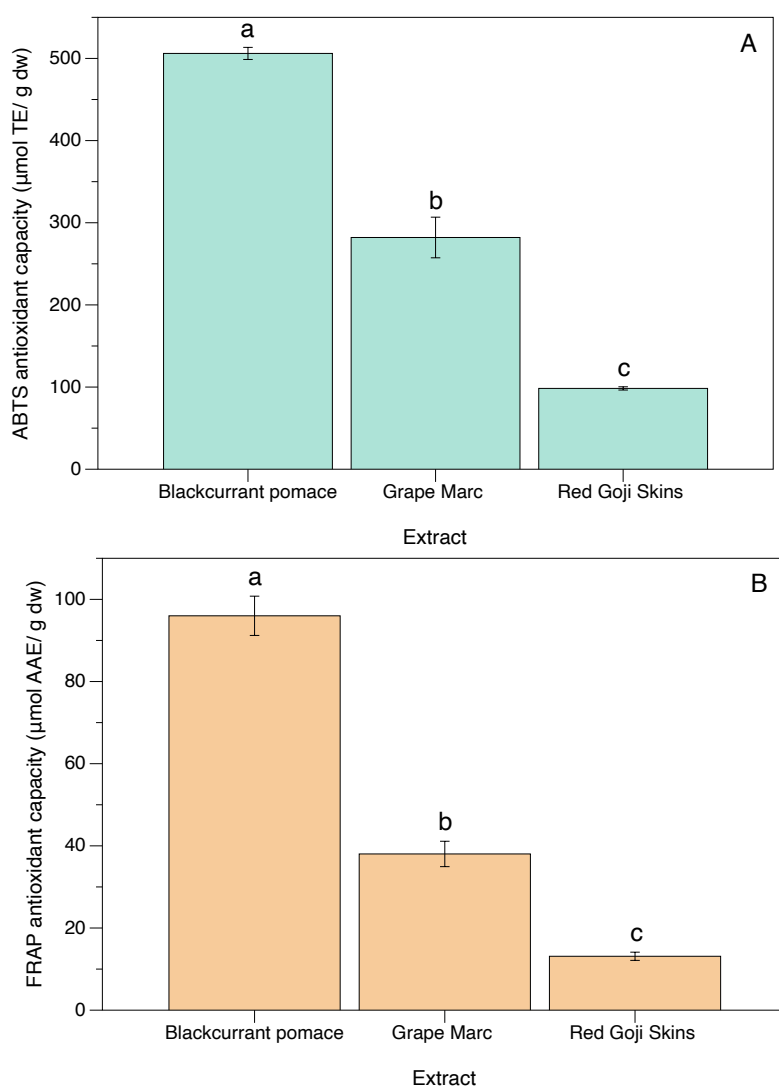 A
ABTS antioxidant capacity (µmol TE/ g dw)
500
400
300
200
100
0
a
b
c
Blackcurrant pomace
Grape Marc
Red Goji Skins
Extract
B
FRAP antioxidant capacity (µmol AAE/ g dw)
100
80
60
40
20
0
a
b
c
Blackcurrant pomace
Grape Marc
Red Goji Skins
Extract